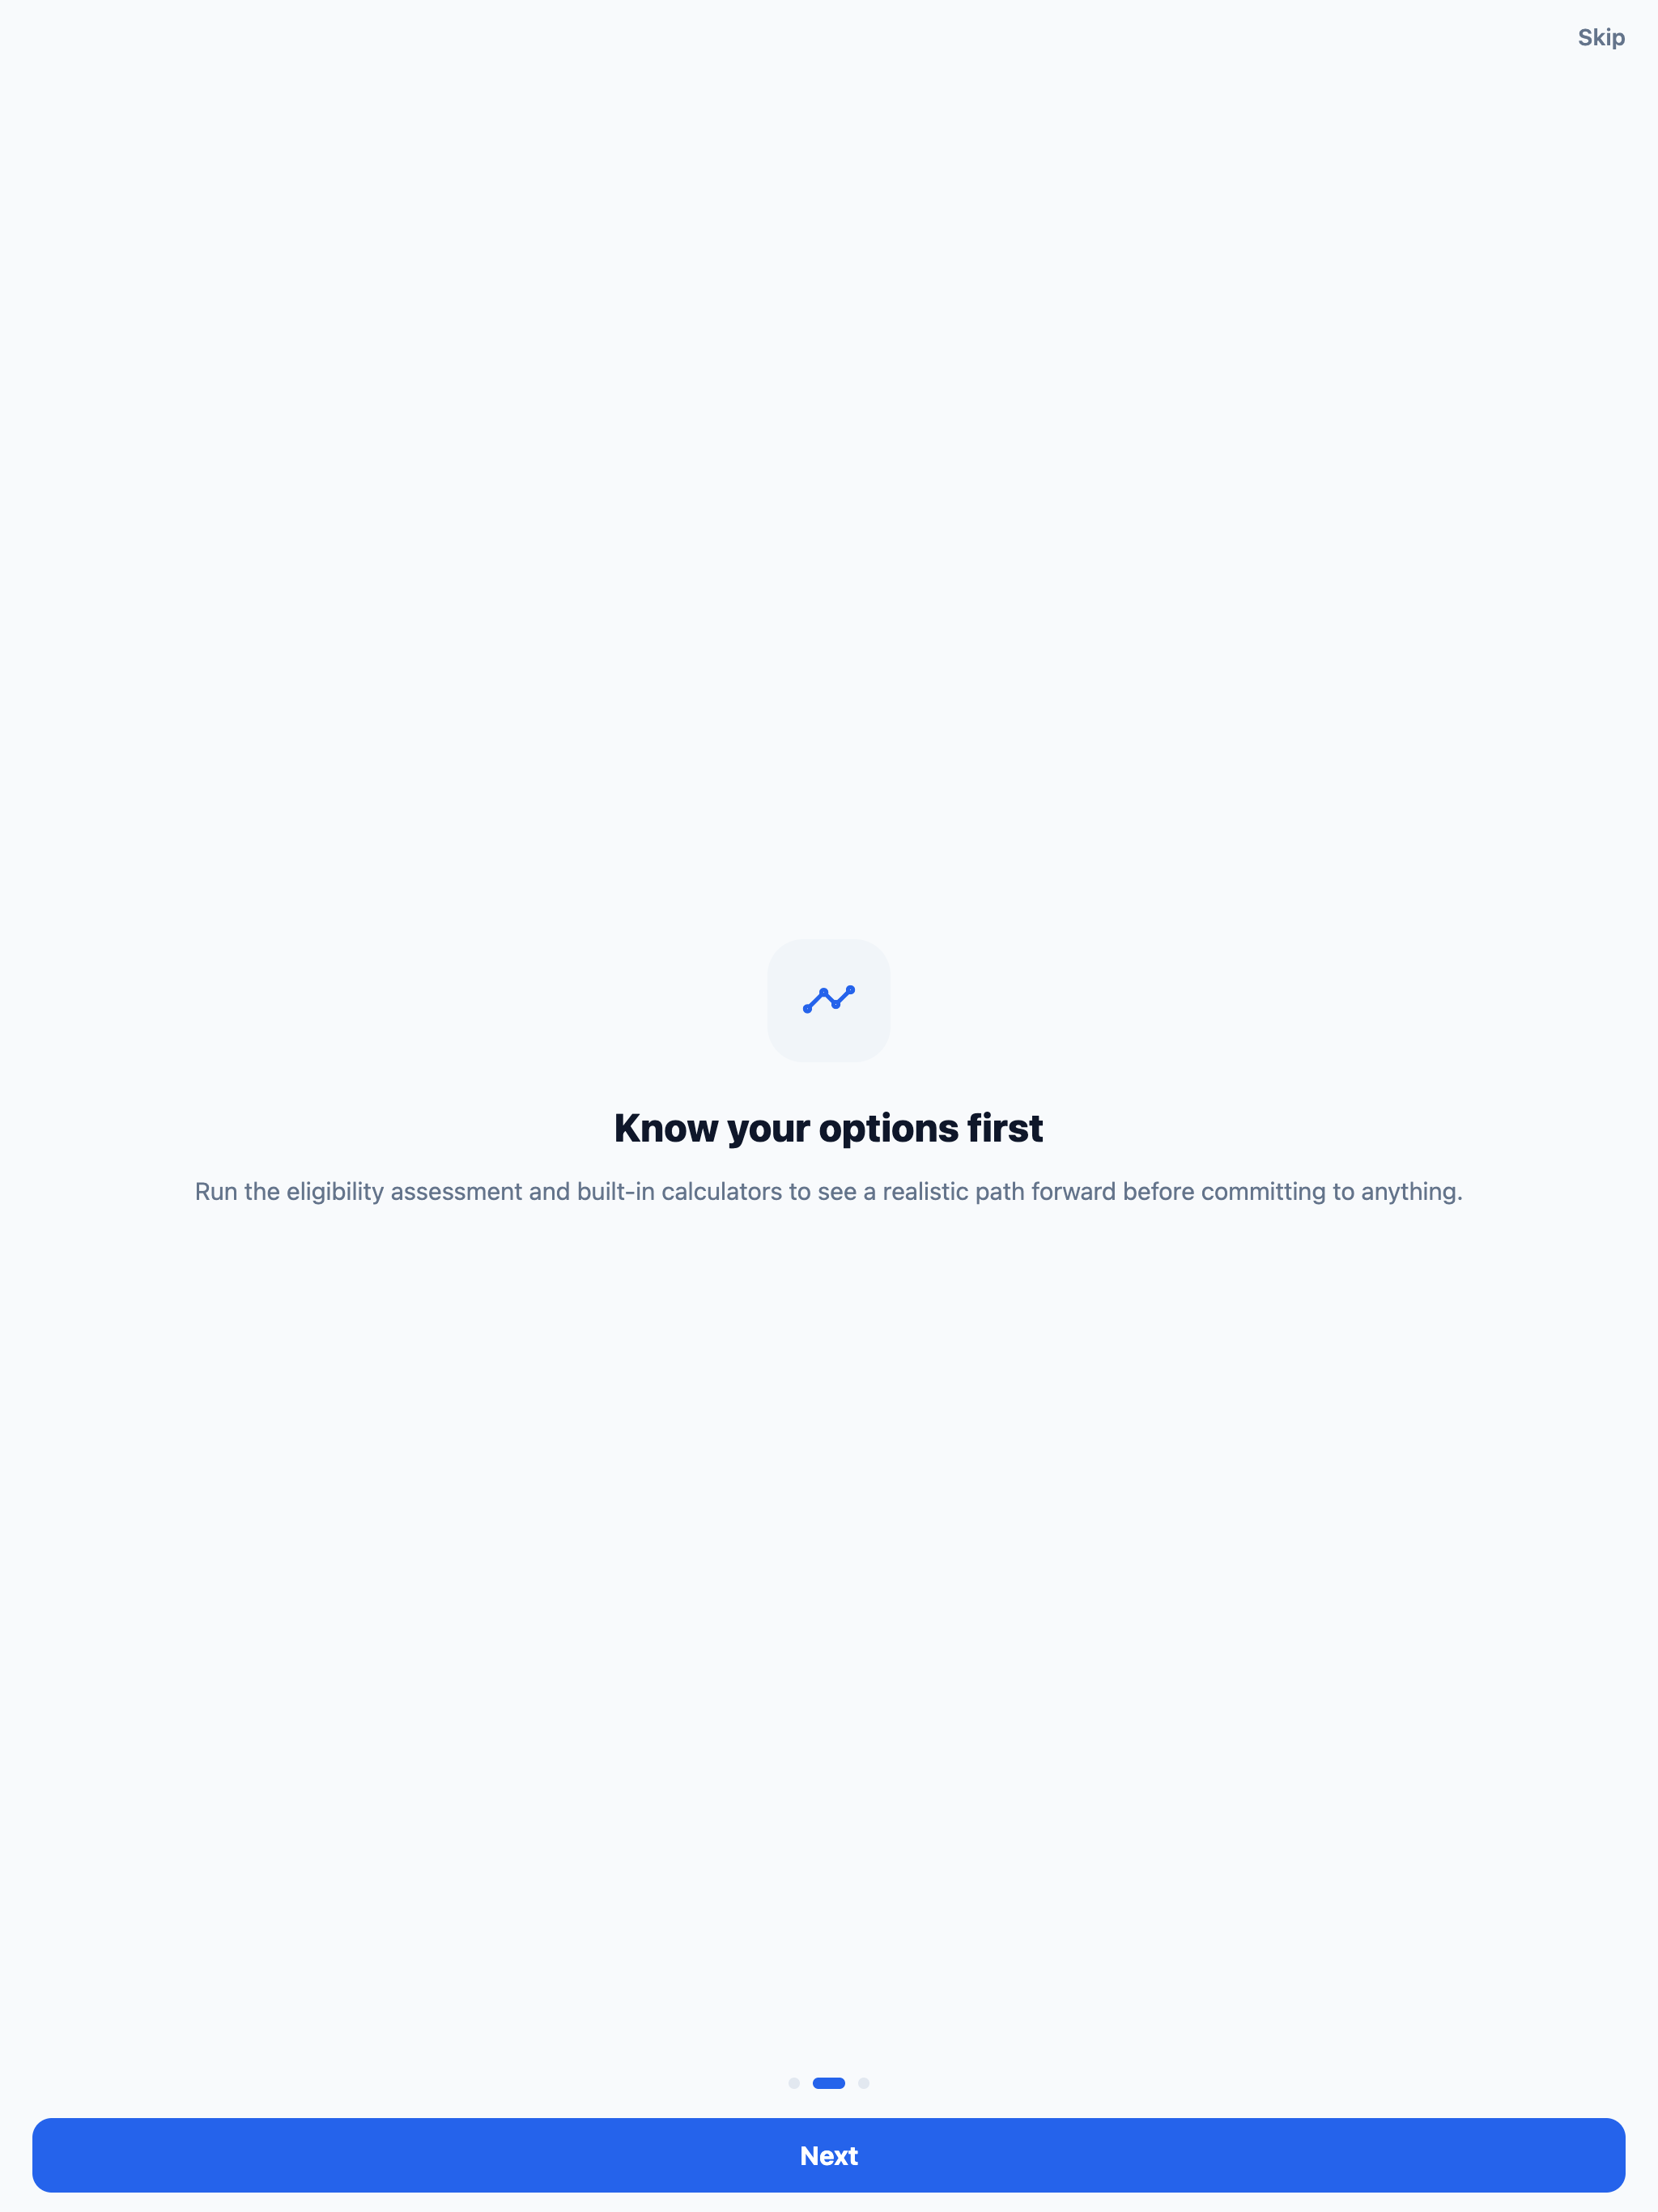 Skip
Know your options first
Run the eligibility assessment and built-in calculators to see a realistic path forward before committing to anything.
Next